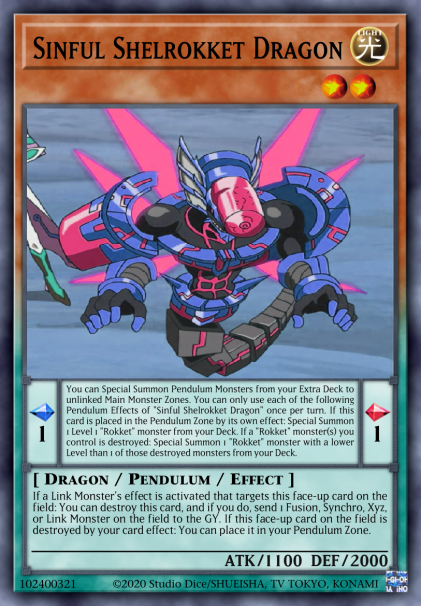 SINFUL SHELROKKET DRAGON
LIGHT
光
You can Special Summon Pendulum Monsters from your Extra Deck to
unlinked Main Monster Zones. You can only use each of the following
Pendulum Effects of "Sinful Shelrokket Dragon" once per turn. If this
card is placed in the Pendulum Zone by its own effect: Special Summon
1 Level 1 "Rokket" monster from your Deck. If a "Rokket" monster(s) you
control is destroyed: Special Summon 1 "Rokket" monster with a lower
Level than 1 of those destroyed monsters from your Deck.
1
1
[ DRAGON / PENDULUM / EFFECT ]
If a Link Monster's effect is activated that targets this face-up card on the
field: You can destroy this card, and if you do, send 1 Fusion, Synchro, Xyz,
or Link Monster on the field to the GY. If this face-up card on the field is
destroyed by your card effect: You can place it in your Pendulum Zone.
ATK/1100 DEF/2000
102400321
©2020 Studio Dice/SHUEISHA, TV TOKYO, KONAMI